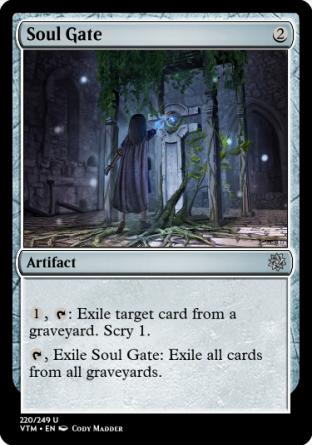 Soul Gate 2
Artifact
1, T: Exile target card from a
graveyard. Scry 1.
T, Exile Soul Gate: Exile all cards
from all graveyards.
220/249 U
VTM • EN Cody Madder